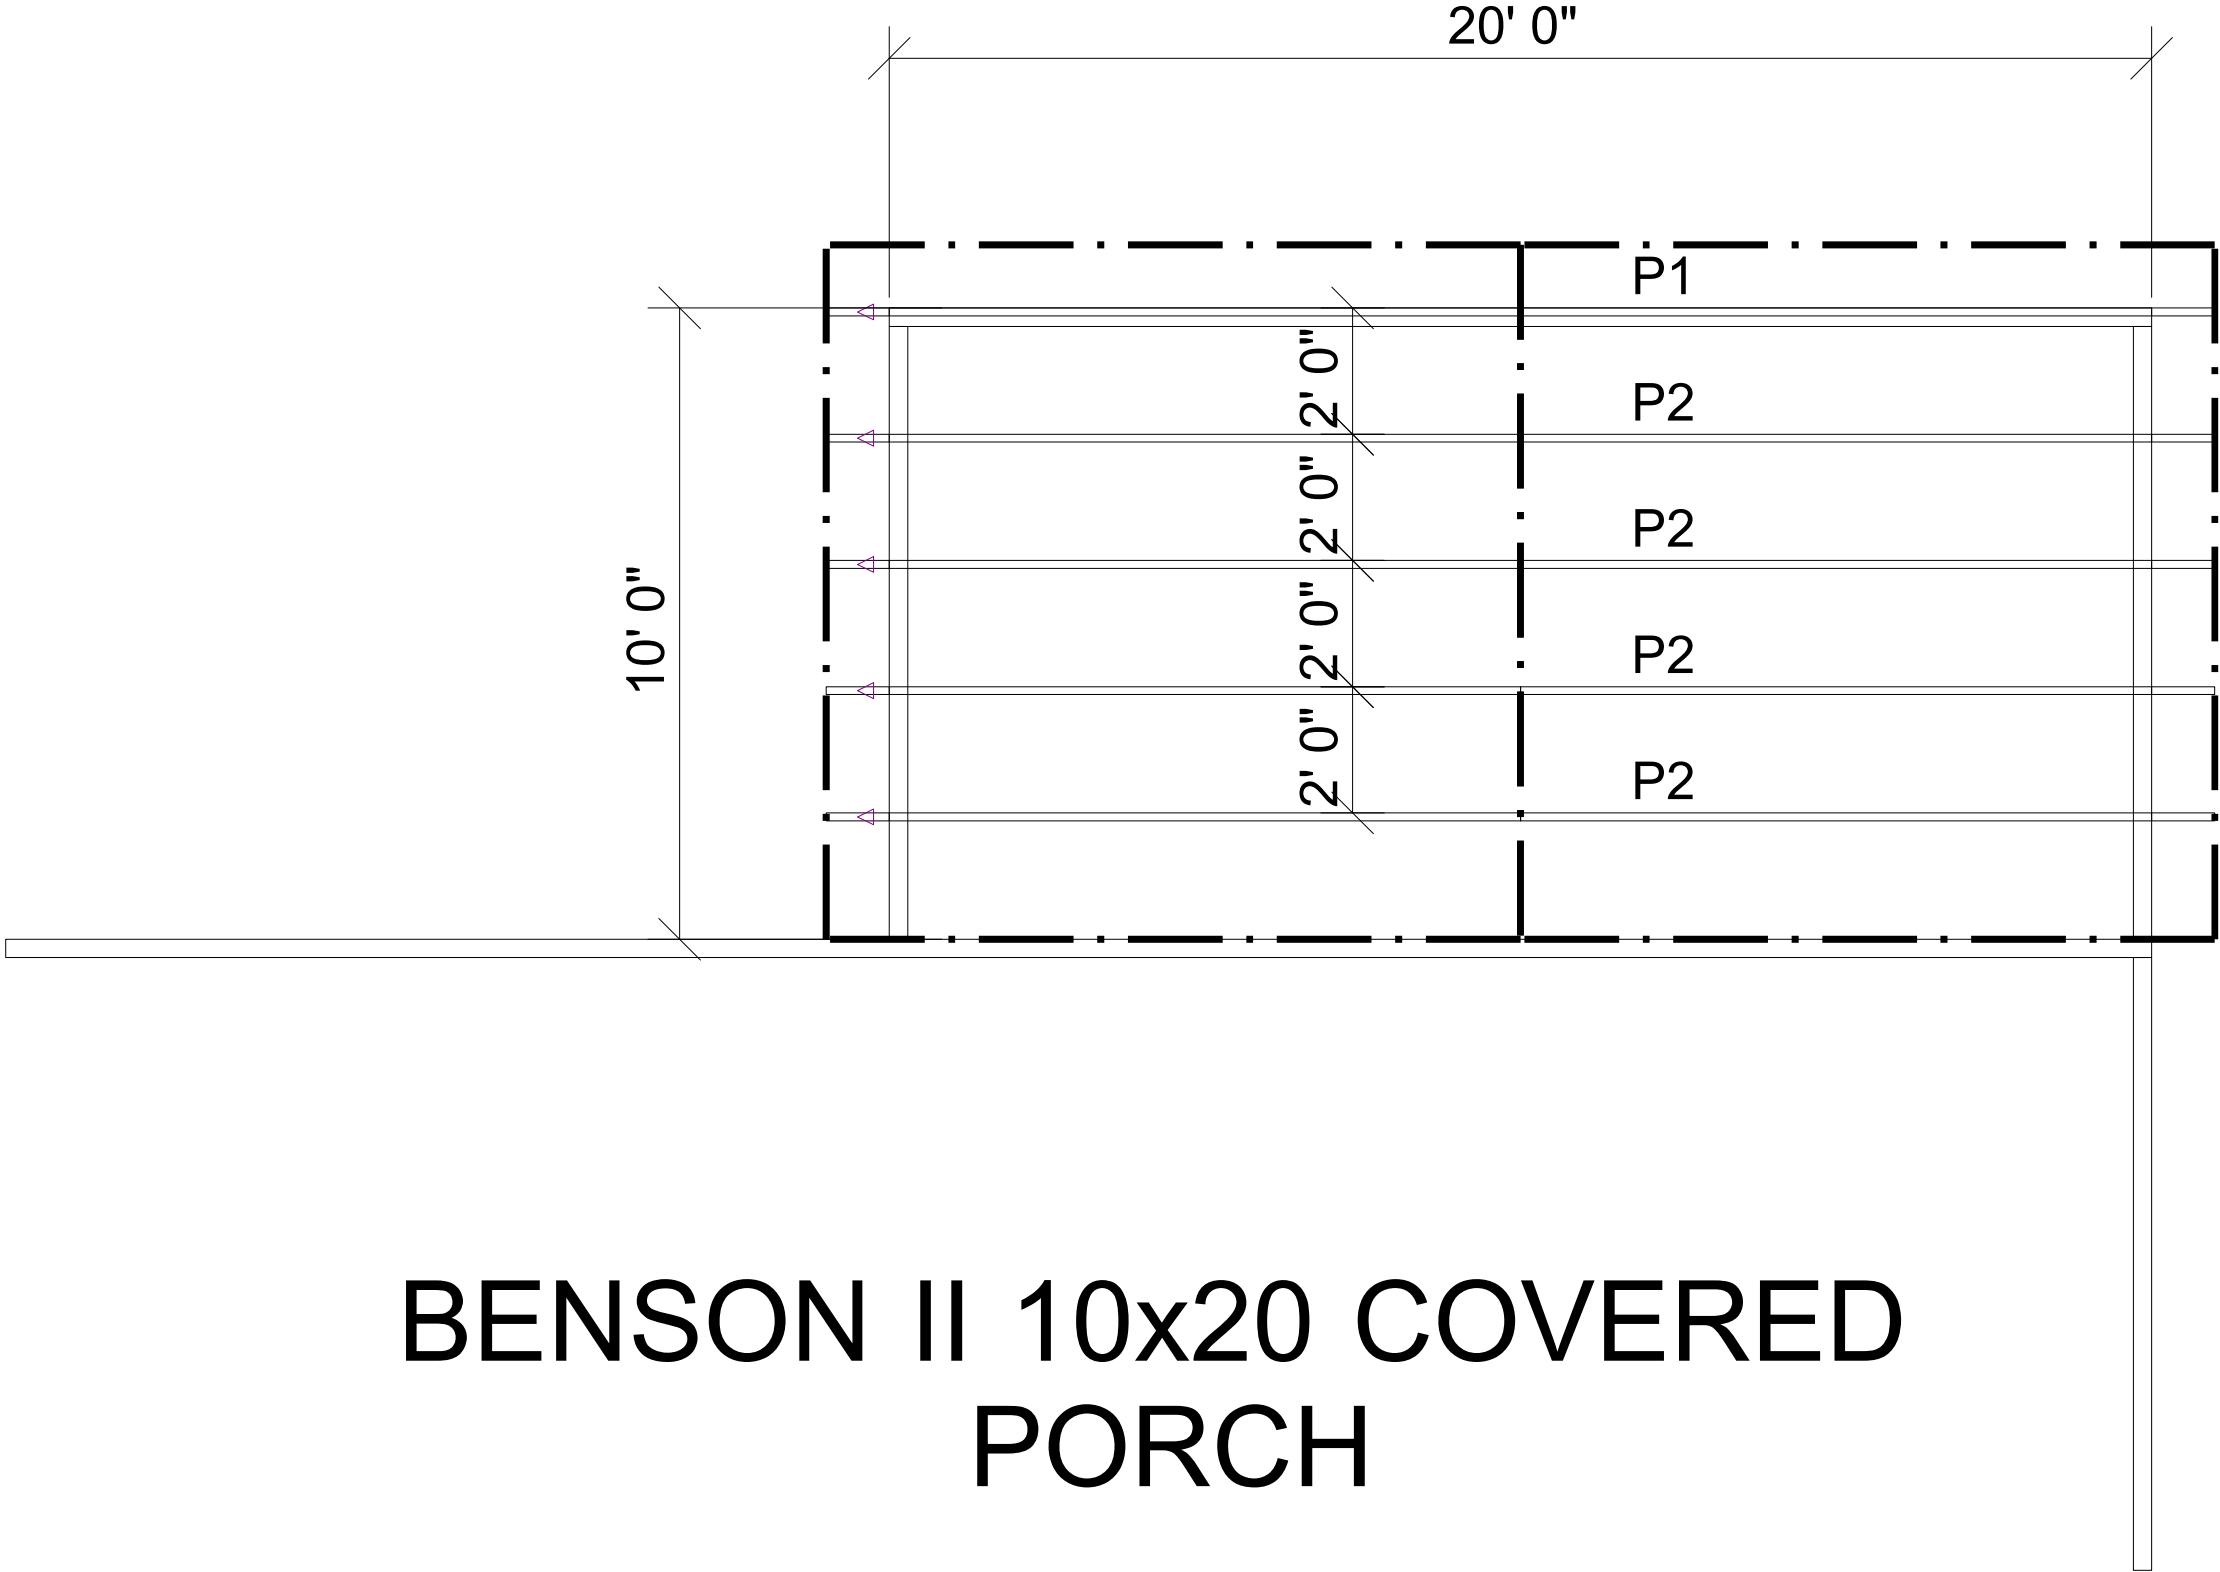 20' 0"
P1
2' 0"
P2
2' 0"
P2
10' 0"
2' 0"
P2
2' 0"
P2
BENSON II 10x20 COVERED
PORCH